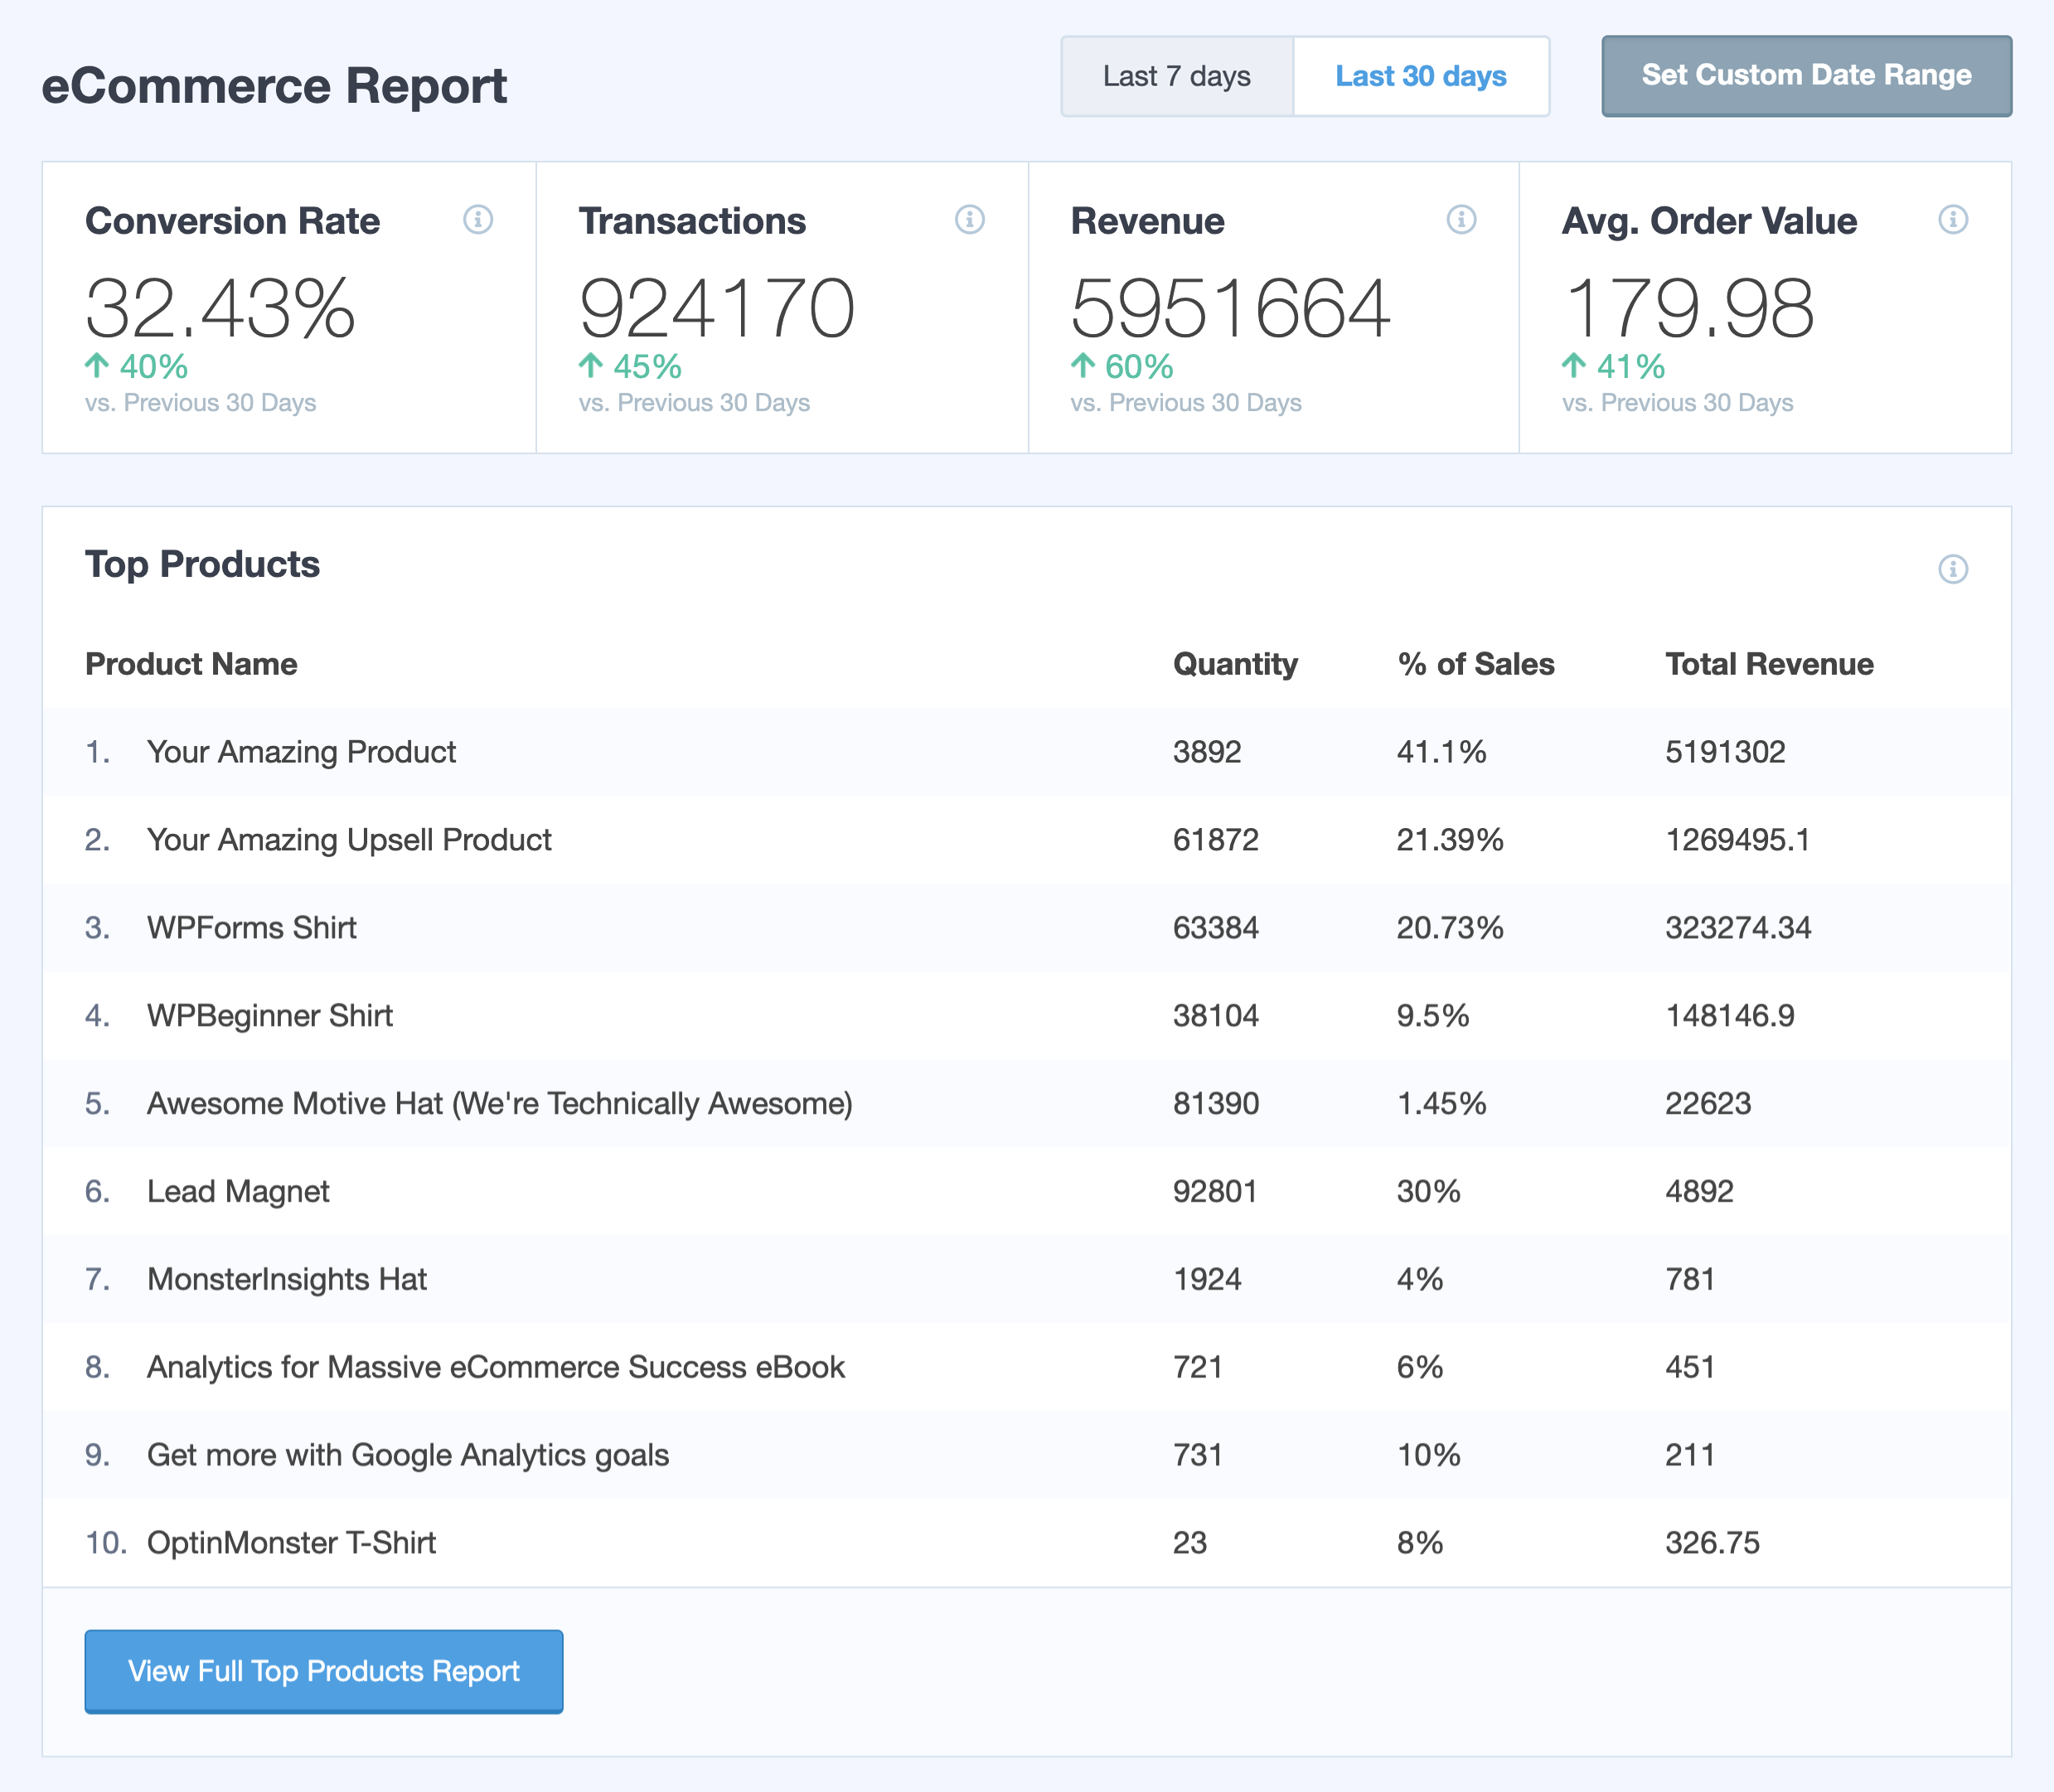 eCommerce Report
Last 7 days
Last 30 days
Set Custom Date Range
Conversion Rate
32.43%
40%
vs. Previous 30 Days
Transactions
924170
45%
vs. Previous 30 Days
Revenue
5951664
60%
vs. Previous 30 Days
Avg. Order Value
179.98
41%
vs. Previous 30 Days
Top Products
Product Name Quantity % of Sales Total Revenue
1. Your Amazing Product 3892 41.1% 5191302
2. Your Amazing Upsell Product 61872 21.39% 1269495.1
3. WPForms Shirt 63384 20.73% 323274.34
4. WPBeginner Shirt 38104 9.5% 148146.9
5. Awesome Motive Hat (We're Technically Awesome) 81390 1.45% 22623
6. Lead Magnet 92801 30% 4892
7. MonsterInsights Hat 1924 4% 781
8. Analytics for Massive eCommerce Success eBook 721 6% 451
9. Get more with Google Analytics goals 731 10% 211
10. OptinMonster T-Shirt 23 8% 326.75
View Full Top Products Report